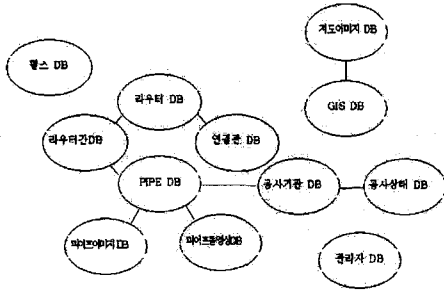 지도이미지 DB
펄스 DB
라우터 DB
GIS DB
라우터간DB
연결관 DB
PIPE DB
공사기관 DB
공사상태 DB
파이프이미지DB
파이프동영상DB
관리자 DB